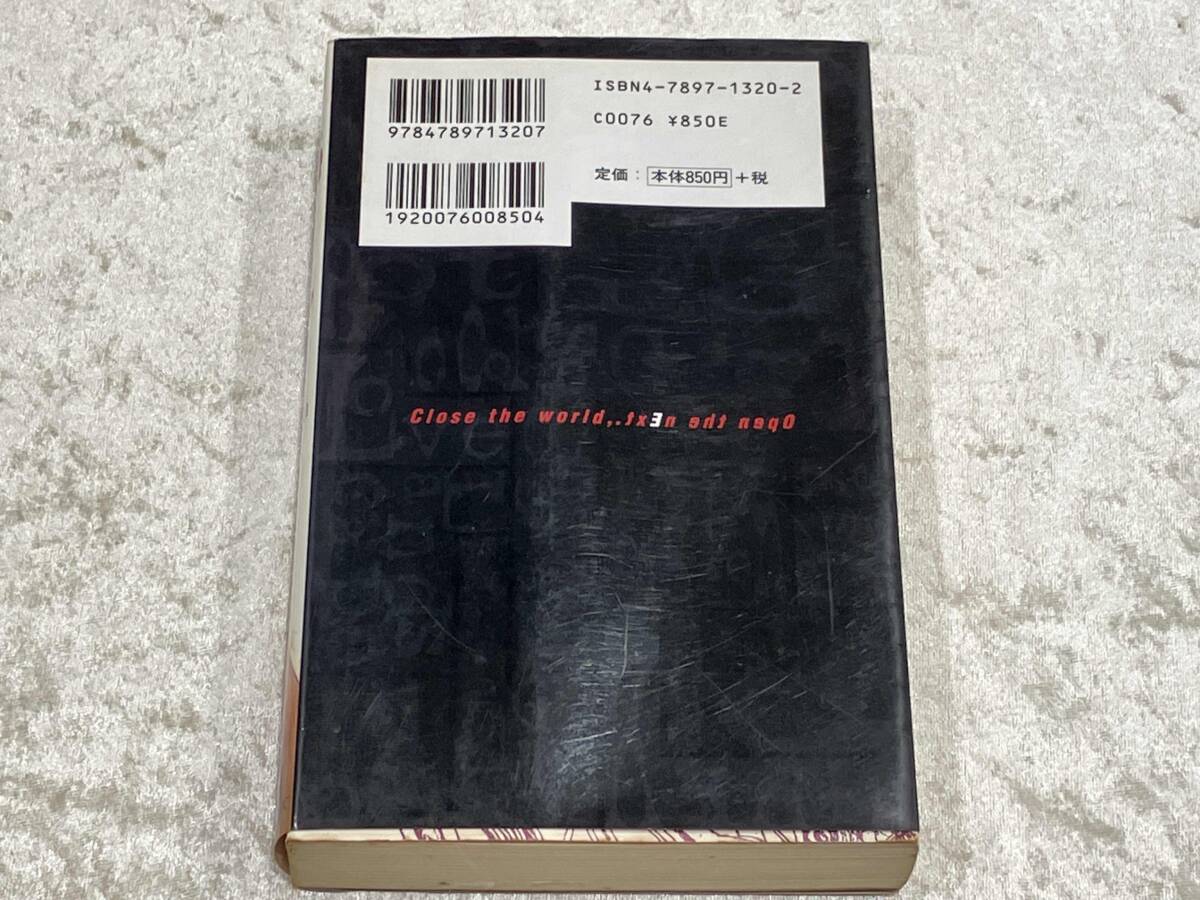 ISBN4-7897-1320-2
C0076 ¥850E
9784789713207
定価：本体850円＋税
1920076008504
Close the world,.txEn eht nepO